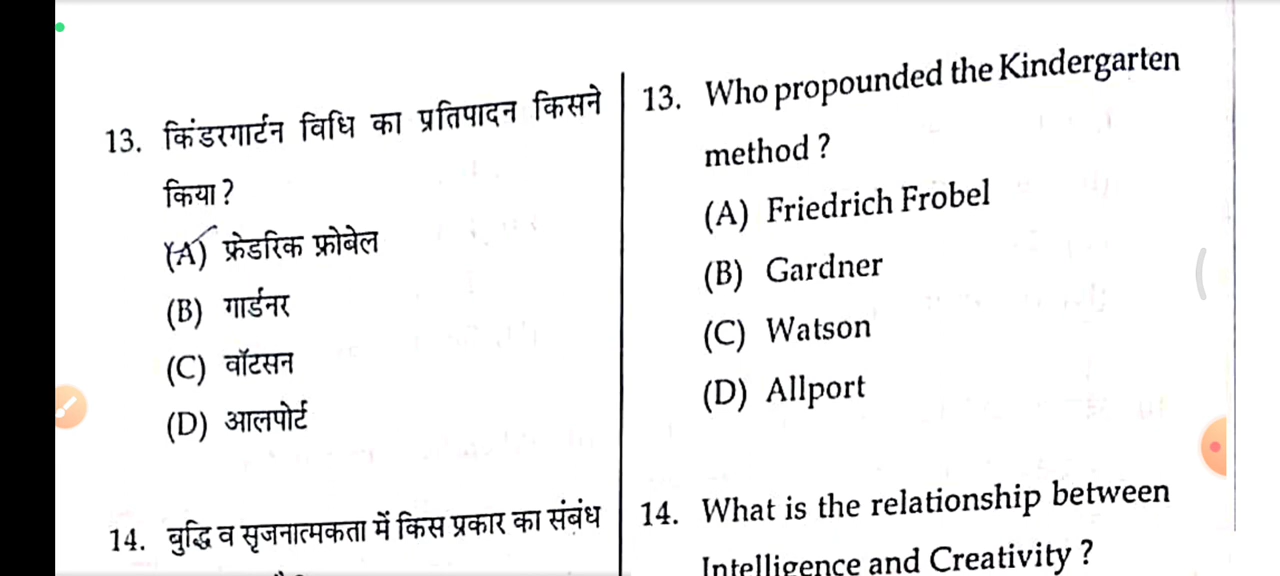 13. किंडरगार्टन विधि का प्रतिपादन किसने
किया ?
(A) फ्रेडरिक फ्रोबेल
(B) गार्डनर
(C) वॉटसन
(D) आलपोर्ट
14. बुद्धि व सृजनात्मकता में किस प्रकार का संबंध
13. Who propounded the Kindergarten
method ?
(A) Friedrich Frobel
(B) Gardner
(C) Watson
(D) Allport
14. What is the relationship between
Intelligence and Creativity ?